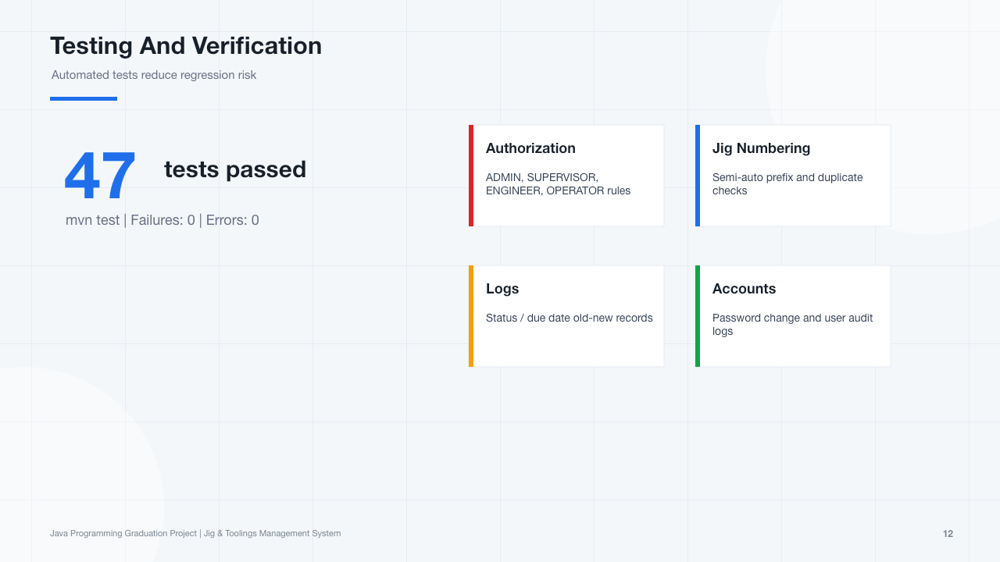 Testing And Verification
Automated tests reduce regression risk
47 tests passed
mvn test | Failures: 0 | Errors: 0
Authorization
ADMIN, SUPERVISOR,
ENGINEER, OPERATOR rules
Jig Numbering
Semi-auto prefix and duplicate
checks
Logs
Status / due date old-new records
Accounts
Password change and user audit
logs
Java Programming Graduation Project | Jig & Toolings Management System
12